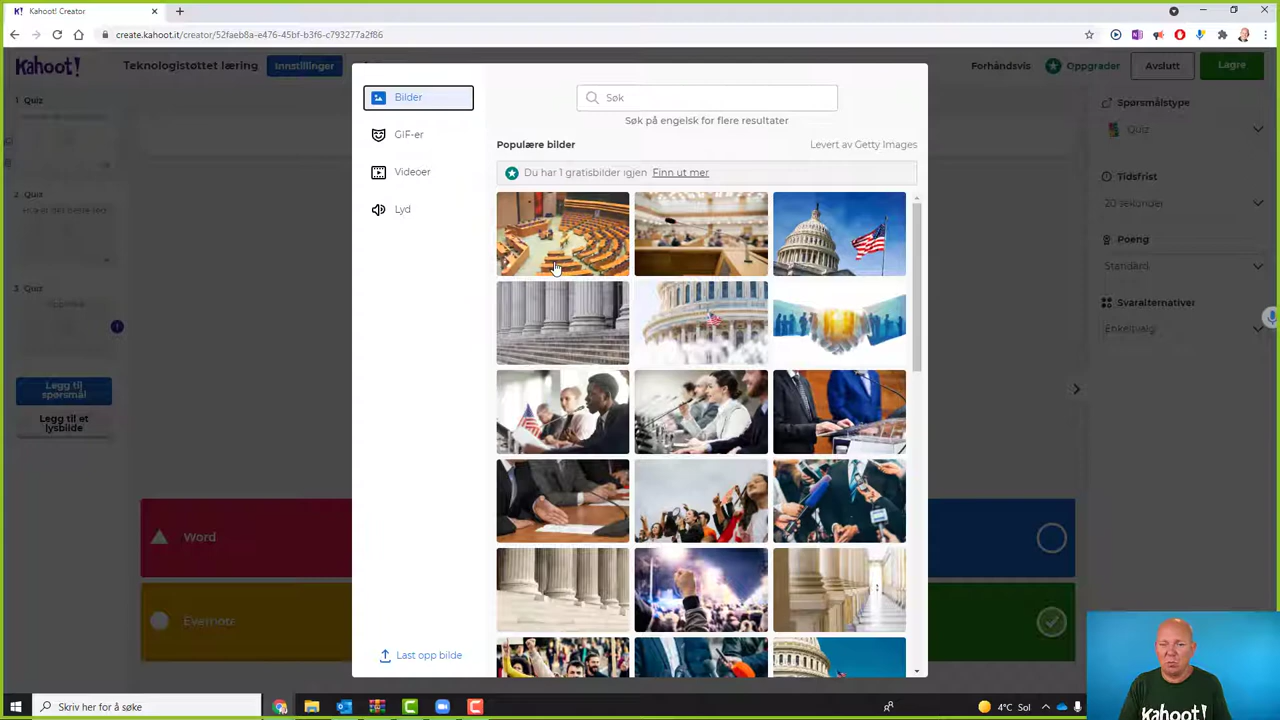 Kahoot! Creator
create.kahoot.it/creator/52faeb8a-e476-45bf-b3f6-c793277a2f86
Kahoot!
Teknologistøttet læring
Innstillinger
Forhåndsvis
Oppgrader
Avslutt
Lagre
1 Quiz
2 Quiz
3 Quiz
Legg til spørsmål
Legg til et lysbilde
Bilder
GIF-er
Videoer
Lyd
Last opp bilde
Søk
Søk på engelsk for flere resultater
Populære bilder
Levert av Getty Images
Du har 1 gratisbilder igjen Finn ut mer
Spørsmålstype
Quiz
Tidsfrist
20 sekunder
Poeng
Standard
Svaralternativer
Enkeltvalg
Word
Evernote
Skriv her for å søke
4°C Sol
Kahoot!